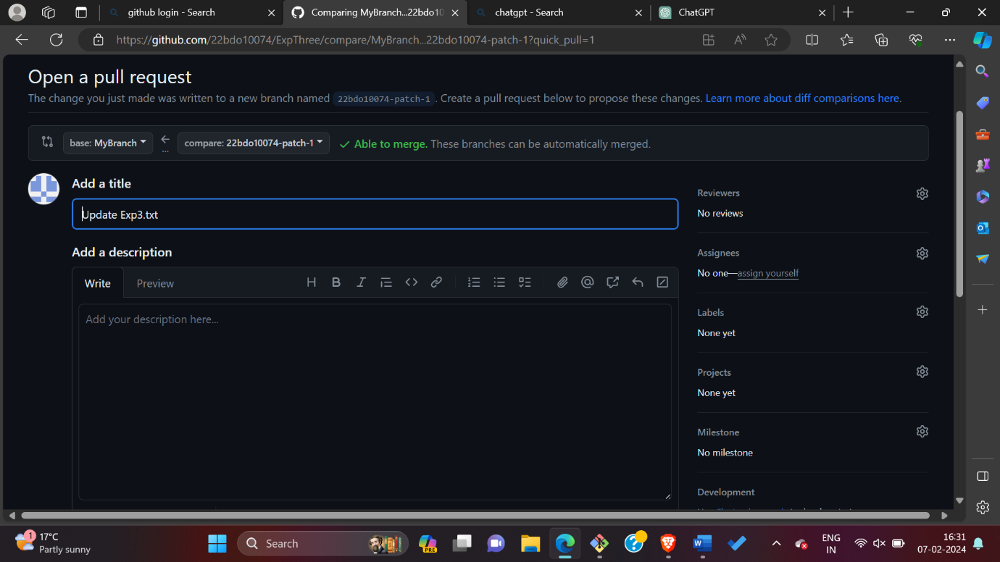 github login - Search
Comparing MyBranch...22bdo10
chatgpt - Search
ChatGPT
https://github.com/22bdo10074/ExpThree/compare/MyBranch...22bdo10074-patch-1?quick_pull=1
Open a pull request
The change you just made was written to a new branch named 22bdo10074-patch-1 . Create a pull request below to propose these changes. Learn more about diff comparisons here.
base: MyBranch
...
compare: 22bdo10074-patch-1
Able to merge. These branches can be automatically merged.
Add a title
Update Exp3.txt
Add a description
Write
Preview
Add your description here...
Reviewers
No reviews
Assignees
No one—assign yourself
Labels
None yet
Projects
None yet
Milestone
No milestone
Development
1
17°C
Partly sunny
Search
PRE
ENG
IN
16:31
07-02-2024